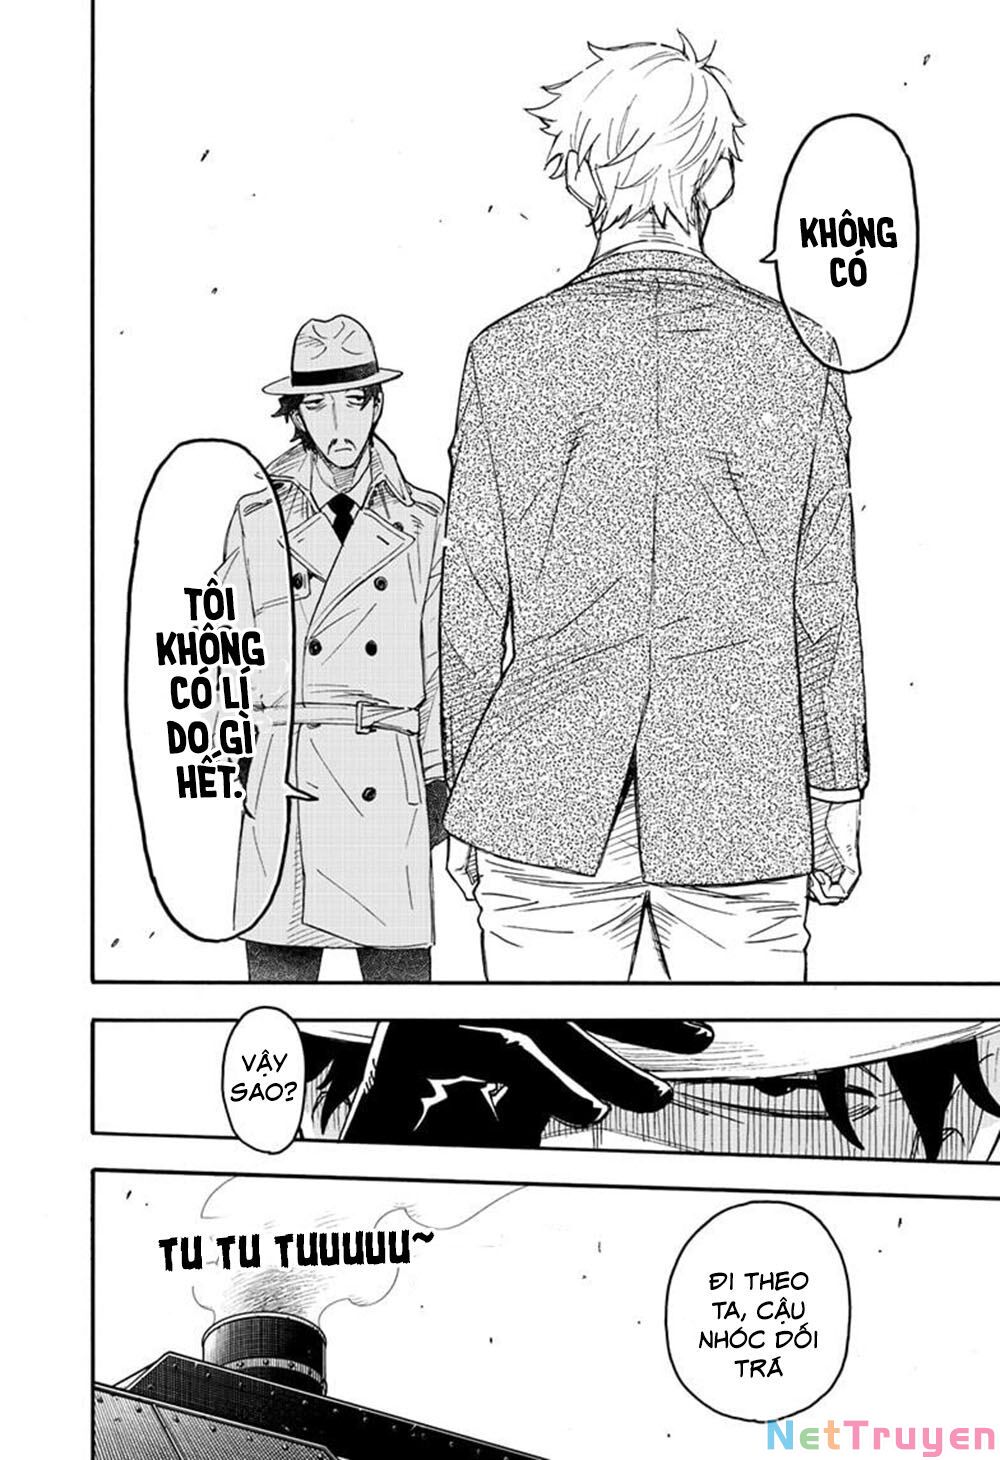 KHÔNG
CÓ
TÔI
KHÔNG
CÓ LÍ
DO GÌ
HẾT.
VẬY
SAO?
TU TU TUUUUU~
ĐI THEO
TA, CẬU
NHÓC DỐI
TRÁ
NetTruyen